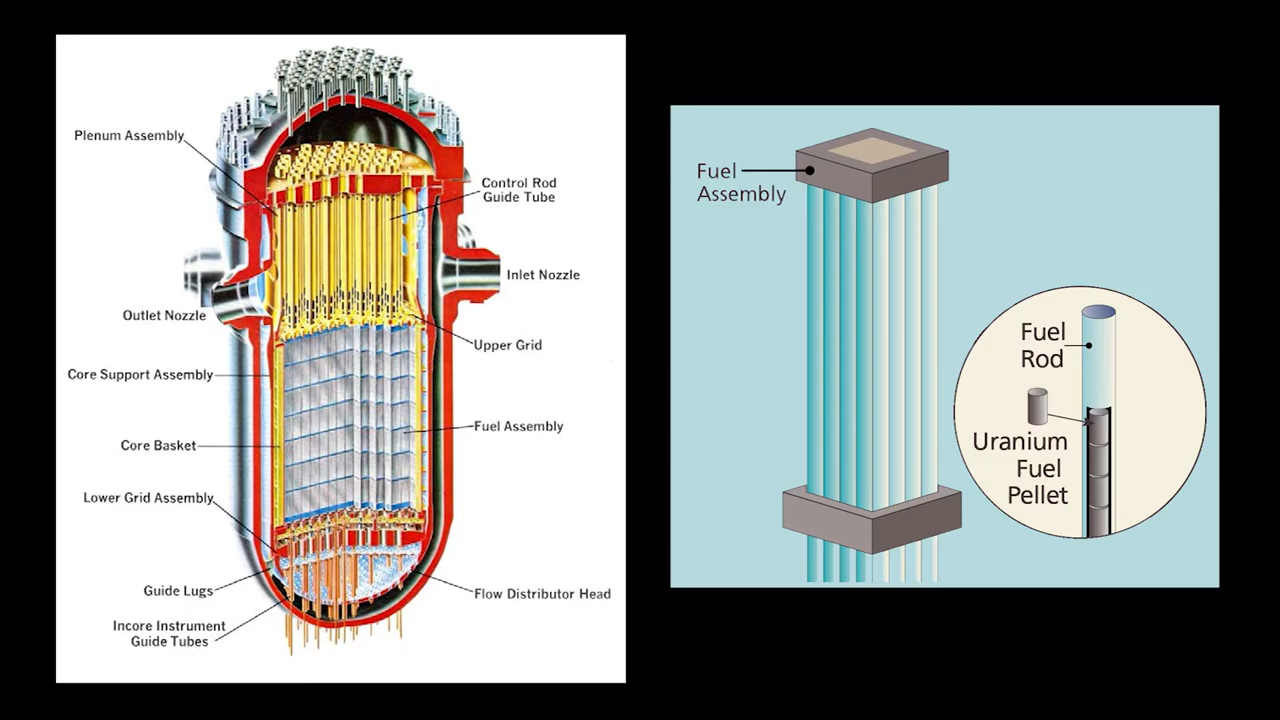 Plenum Assembly
Control Rod
Guide Tube
Inlet Nozzle
Outlet Nozzle
Upper Grid
Core Support Assembly
Fuel Assembly
Core Basket
Lower Grid Assembly
Guide Lugs
Flow Distributor Head
Incore Instrument
Guide Tubes
Fuel
Assembly
Fuel
Rod
Uranium
Fuel
Pellet